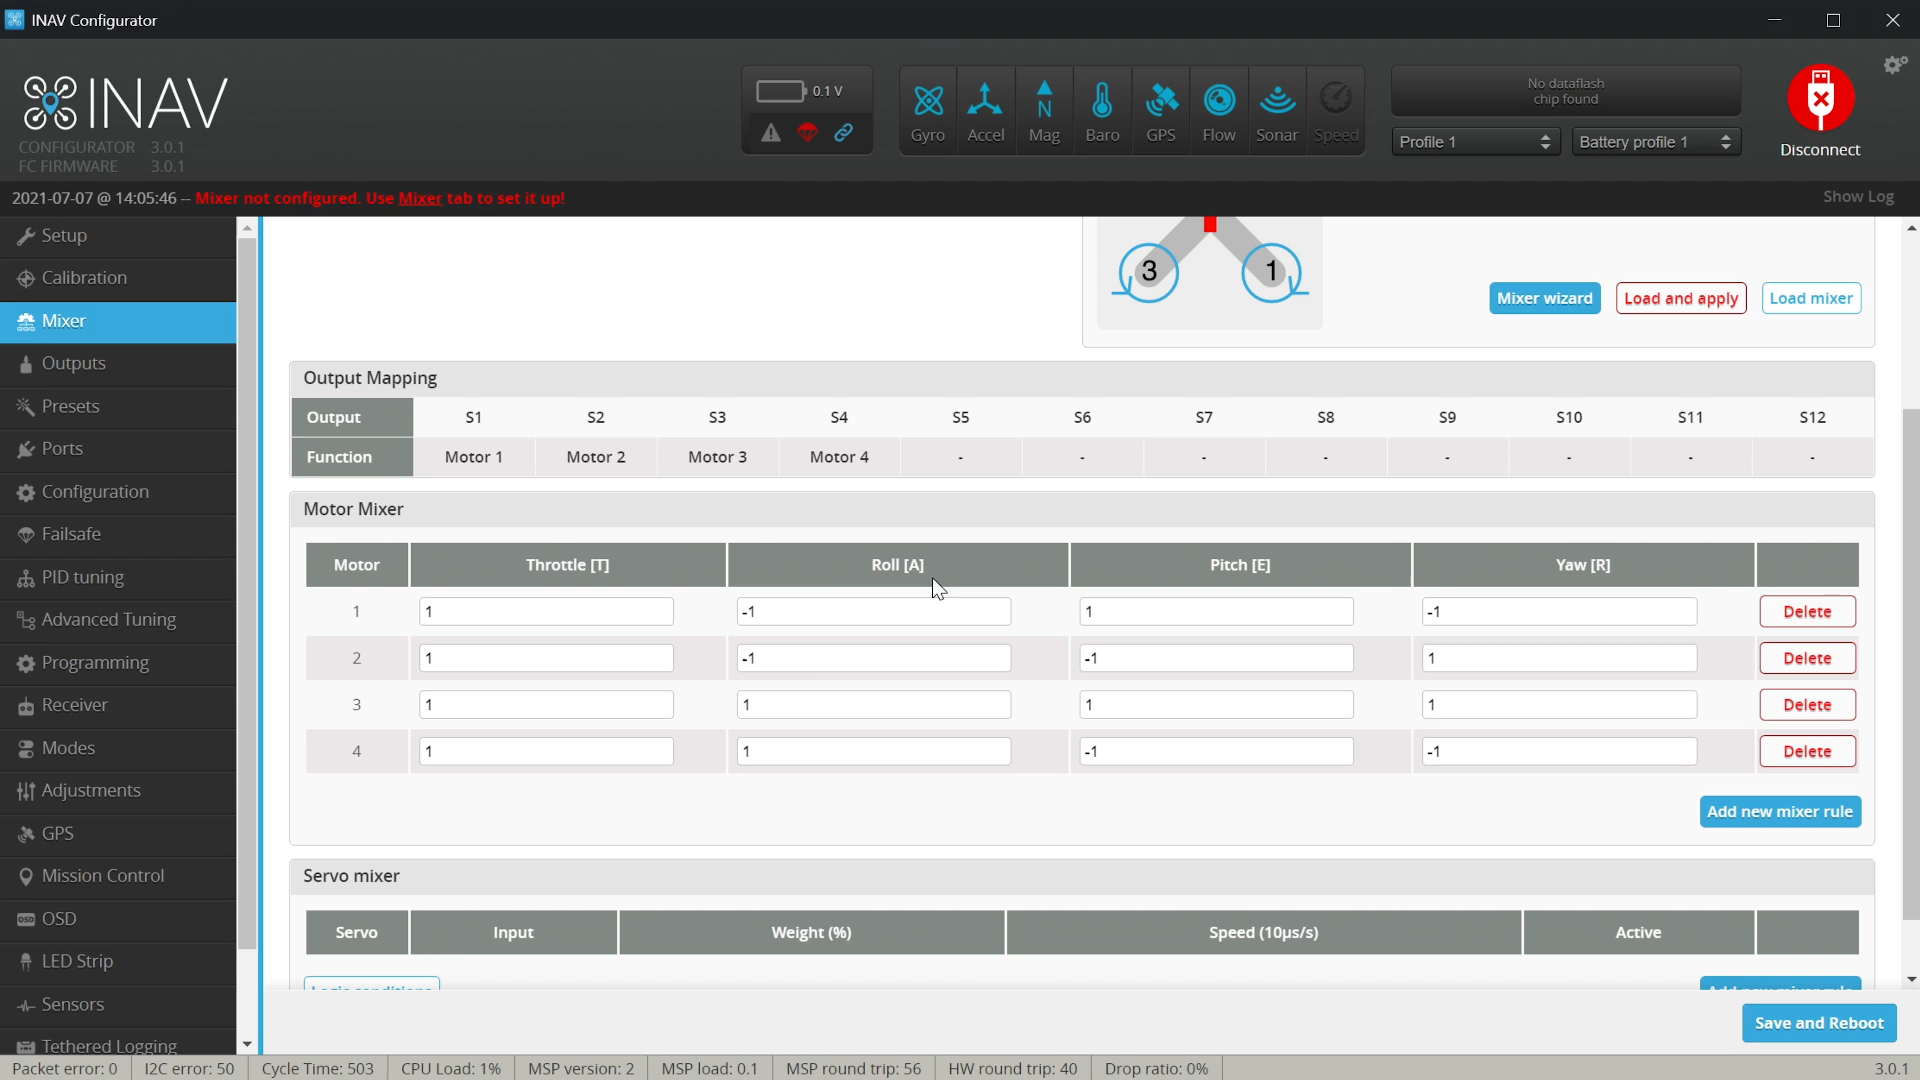 INAV Configurator
INAV
CONFIGURATOR 3.0.1
FC FIRMWARE 3.0.1
0.1 V
Gyro Accel Mag Baro GPS Flow Sonar Speed
N
No dataflash
chip found
Profile 1 Battery profile 1
Disconnect
2021-07-07 @ 14:05:46 -- Mixer not configured. Use Mixer tab to set it up!
Show Log
Setup
Calibration
Mixer
Outputs
Presets
Ports
Configuration
Failsafe
PID tuning
Advanced Tuning
Programming
Receiver
Modes
Adjustments
GPS
Mission Control
OSD
LED Strip
Sensors
Tethered Logging
3 1
Mixer wizard Load and apply Load mixer
Output Mapping
Output S1 S2 S3 S4 S5 S6 S7 S8 S9 S10 S11 S12
Function Motor 1 Motor 2 Motor 3 Motor 4 - - - - - - - -
Motor Mixer
Motor Throttle [T] Roll [A] Pitch [E] Yaw [R]
1 1 -1 1 -1 Delete
2 1 -1 -1 1 Delete
3 1 1 1 1 Delete
4 1 1 -1 -1 Delete
Add new mixer rule
Servo mixer
Servo Input Weight (%) Speed (10µs/s) Active
Logic conditions Add new mixer rule
Save and Reboot
Packet error: 0 I2C error: 50 Cycle Time: 503 CPU Load: 1% MSP version: 2 MSP load: 0.1 MSP round trip: 56 HW round trip: 40 Drop ratio: 0% 3.0.1